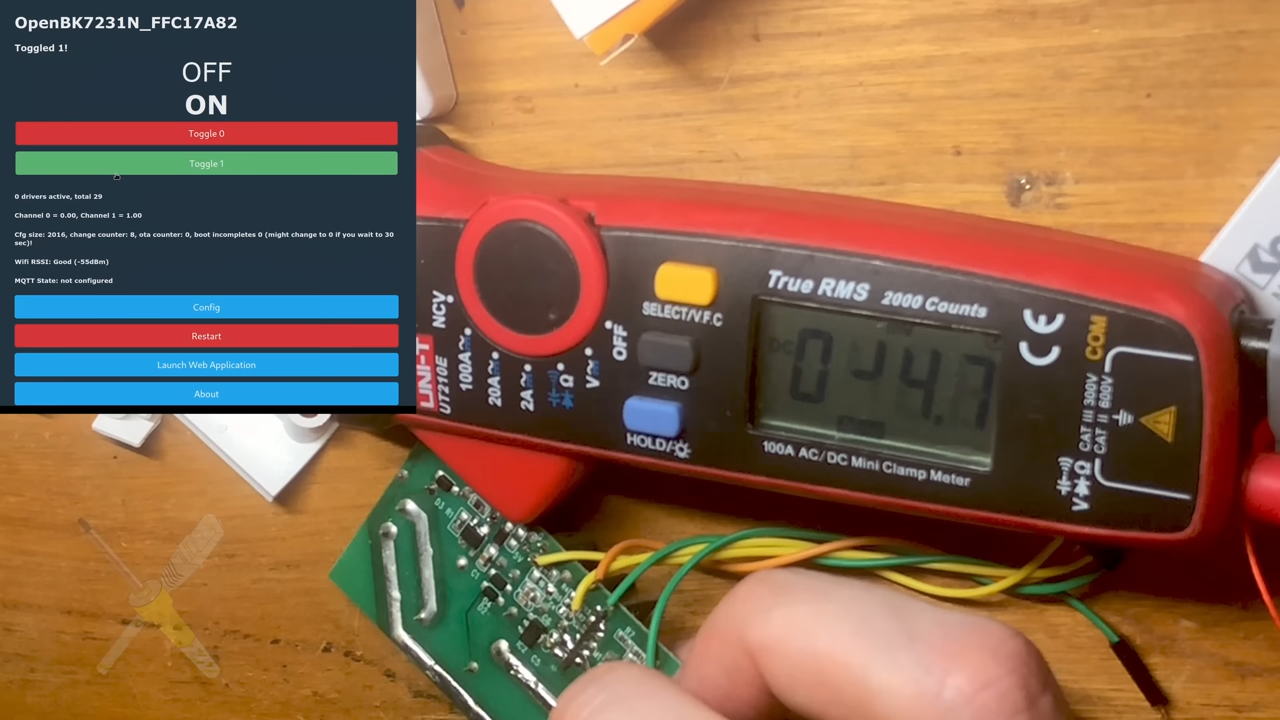 OpenBK7231N_FFC17A82
Toggled 1!
OFF
ON
Toggle 0
Toggle 1
0 drivers active, total 29
Channel 0 = 0.00, Channel 1 = 1.00
Cfg size: 2016, change counter: 8, ota counter: 0, boot incompletes 0 (might change to 0 if you wait to 30
sec)!
Wifi RSSI: Good (-55dBm)
MQTT State: not configured
Config
Restart
Launch Web Application
About
True RMS 2000 Counts
SELECT/V.F.C
ZERO
HOLD/
NCV
100A
20A
2A
Ω
V
OFF
UNI-T
UT210E
DC
100A AC/DC Mini Clamp Meter
CE
COM
CAT III 300V
CAT II 600V
V Ω
D3 R1
C1